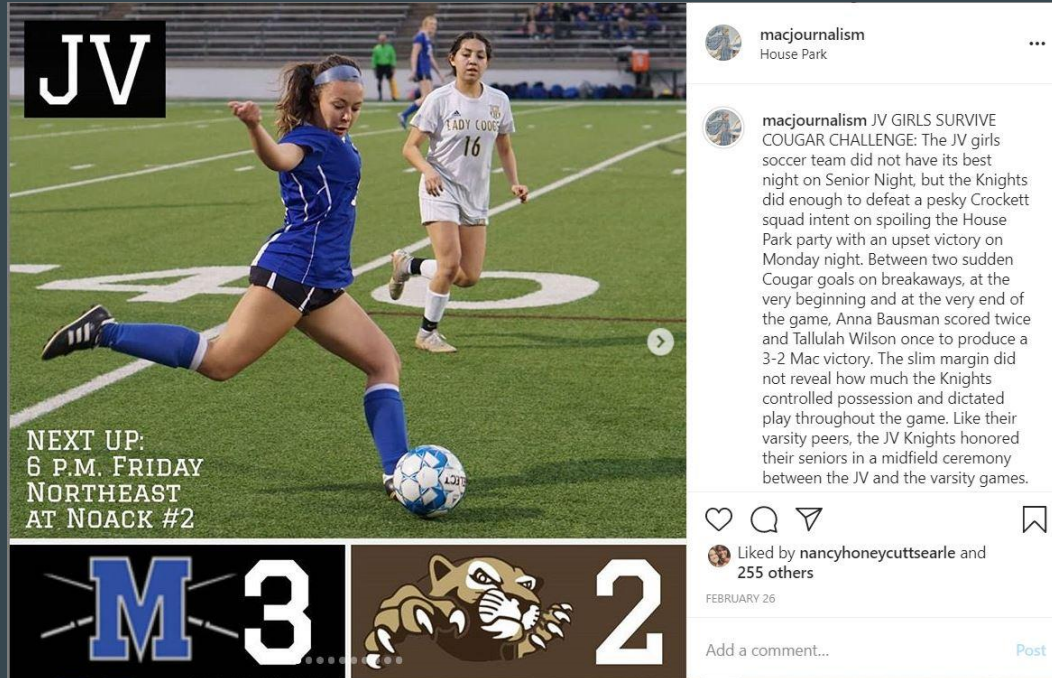 JV
LADY COOGS
16
SELECT
NEXT UP:
6 P.M. FRIDAY
NORTHEAST
AT NOACK #2
M 3
2
macjournalism
House Park
macjournalism JV GIRLS SURVIVE
COUGAR CHALLENGE: The JV girls
soccer team did not have its best
night on Senior Night, but the Knights
did enough to defeat a pesky Crockett
squad intent on spoiling the House
Park party with an upset victory on
Monday night. Between two sudden
Cougar goals on breakaways, at the
very beginning and at the very end of
the game, Anna Bausman scored twice
and Tallulah Wilson once to produce a
3-2 Mac victory. The slim margin did
not reveal how much the Knights
controlled possession and dictated
play throughout the game. Like their
varsity peers, the JV Knights honored
their seniors in a midfield ceremony
between the JV and the varsity games.
Liked by nancyhoneycuttsearle and
255 others
FEBRUARY 26
Add a comment...
Post